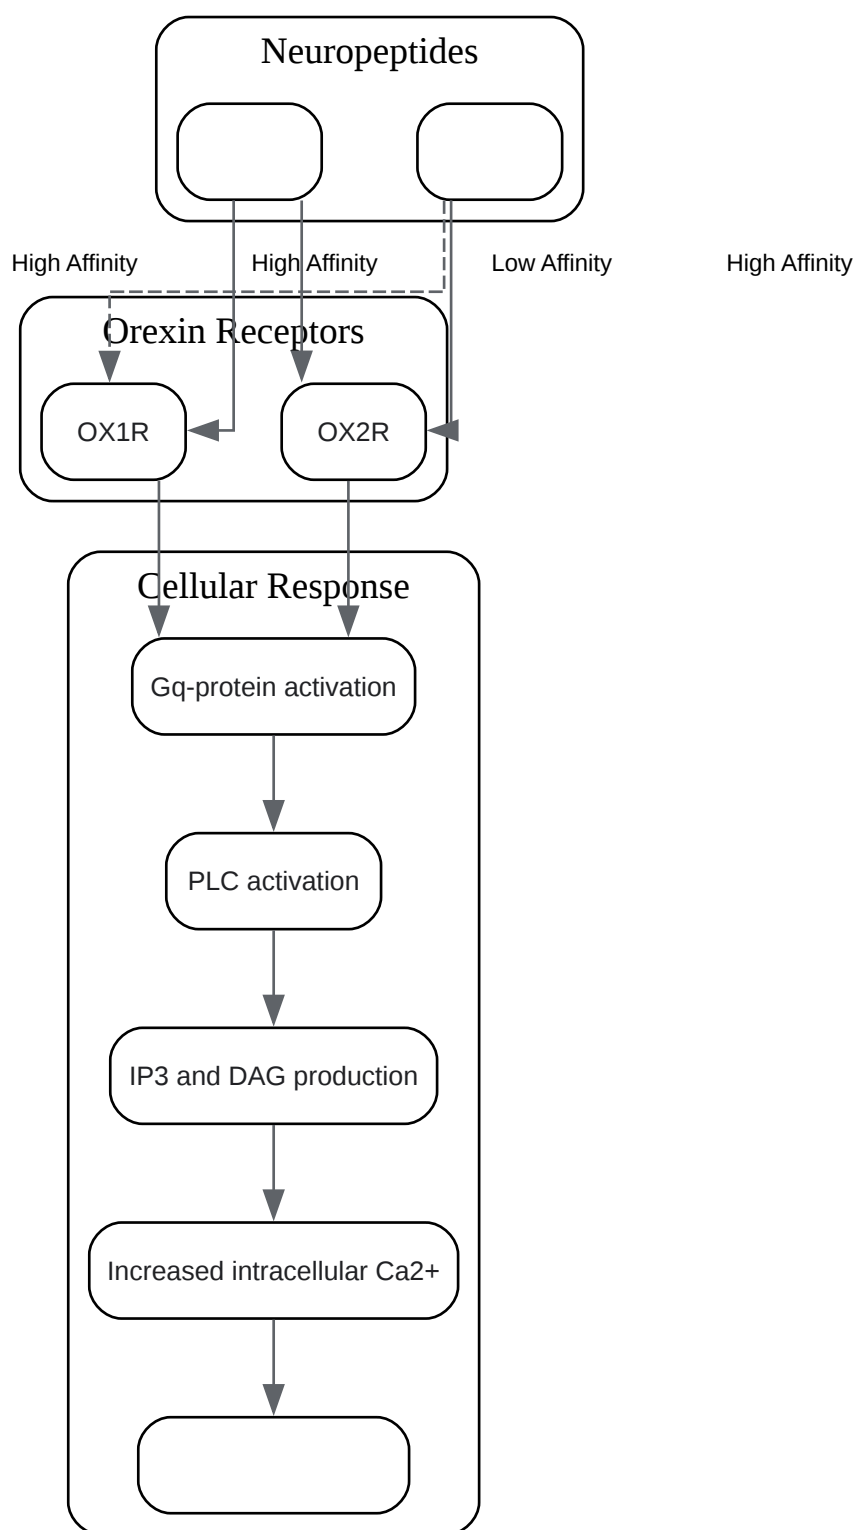 Neuropeptides
High Affinity
High Affinity
Low Affinity
High Affinity
Orexin Receptors
OX1R
OX2R
Cellular Response
Gq-protein activation
PLC activation
IP3 and DAG production
Increased intracellular Ca2+